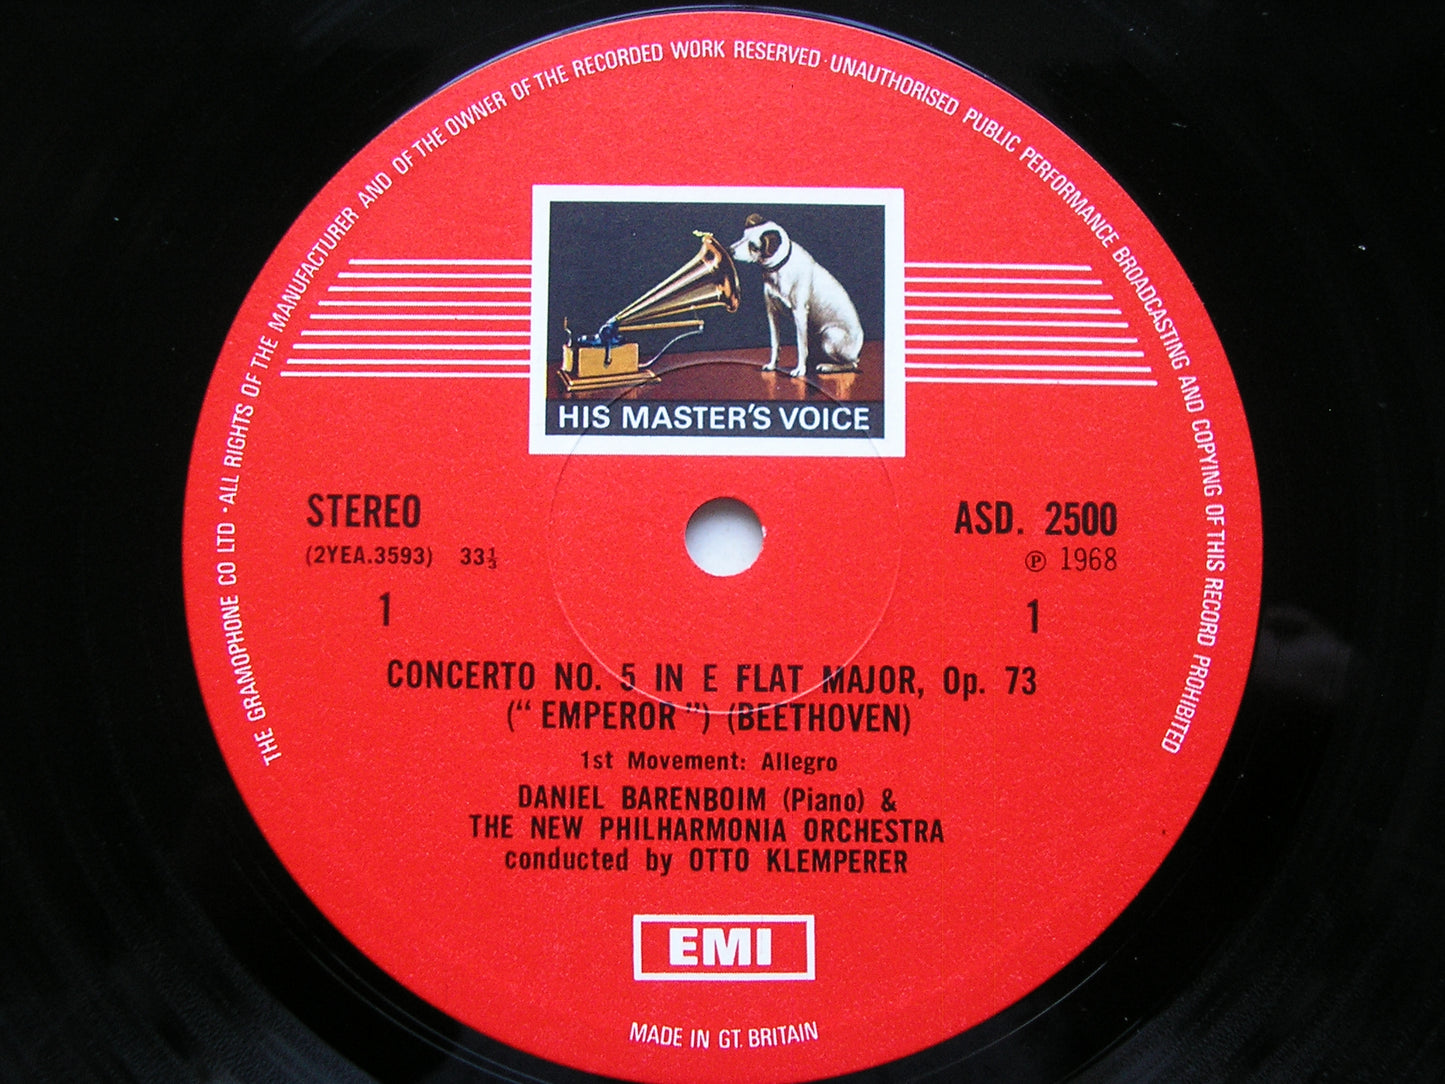 THE GRAMOPHONE CO LTD · ALL RIGHTS OF THE MANUFACTURER AND OF THE OWNER OF THE RECORDED WORK RESERVED · UNAUTHORISED PUBLIC PERFORMANCE BROADCASTING AND COPYING OF THIS RECORD PROHIBITED
HIS MASTER'S VOICE
STEREO
(2YEA.3593) 33⅓
1
ASD. 2500
℗ 1968
1
CONCERTO NO. 5 IN E FLAT MAJOR, Op. 73
(“ EMPEROR ”) (BEETHOVEN)
1st Movement: Allegro
DANIEL BARENBOIM (Piano) &
THE NEW PHILHARMONIA ORCHESTRA
conducted by OTTO KLEMPERER
EMI
MADE IN GT. BRITAIN